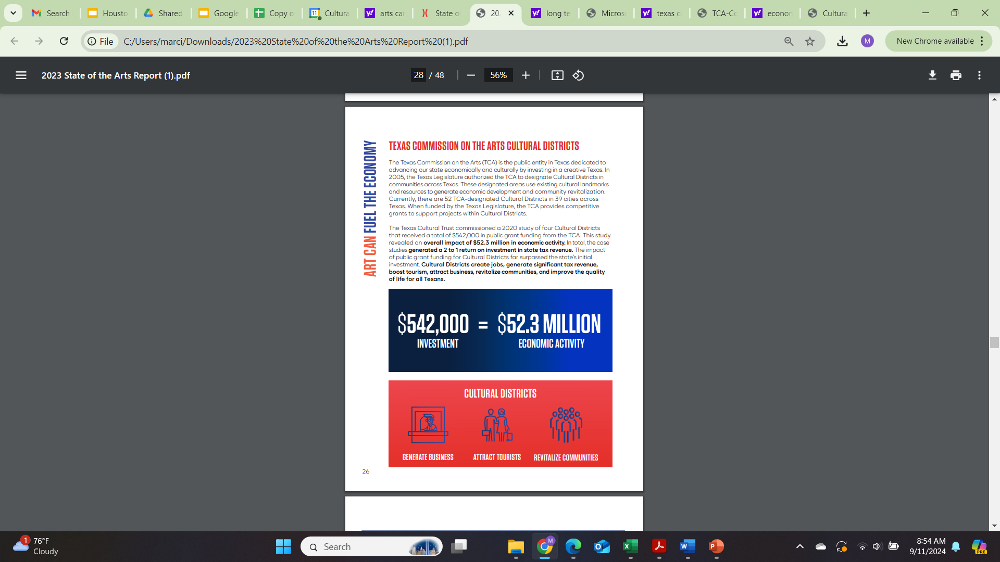 Search
Housto
Shared
Google
Copy o
Cultura
arts car
State o
20
long te
Micros
texas c
TCA-Co
econon
Cultura
File
C:/Users/marci/Downloads/2023%20State%20of%20the%20Arts%20Report%20(1).pdf
M
New Chrome available
2023 State of the Arts Report (1).pdf
28 / 48
56%
ART CAN FUEL THE ECONOMY
TEXAS COMMISSION ON THE ARTS CULTURAL DISTRICTS
The Texas Commission on the Arts (TCA) is the public entity in Texas dedicated to
advancing our state economically and culturally by investing in a creative Texas. In
2005, the Texas Legislature authorized the TCA to designate Cultural Districts in
communities across Texas. These designated areas use existing cultural landmarks
and resources to generate economic development and community revitalization.
Currently, there are 52 TCA-designated Cultural Districts in 39 cities across
Texas. When funded by the Texas Legislature, the TCA provides competitive
grants to support projects within Cultural Districts.
The Texas Cultural Trust commissioned a 2020 study of four Cultural Districts
that received a total of $542,000 in public grant funding from the TCA. This study
revealed an overall impact of $52.3 million in economic activity. In total, the case
studies generated a 2 to 1 return on investment in state tax revenue. The impact
of public grant funding for Cultural Districts far surpassed the state's initial
investment. Cultural Districts create jobs, generate significant tax revenue,
boost tourism, attract business, revitalize communities, and improve the quality
of life for all Texans.
$542,000 = $52.3 MILLION
INVESTMENT ECONOMIC ACTIVITY
CULTURAL DISTRICTS
GENERATE BUSINESS
ATTRACT TOURISTS
REVITALIZE COMMUNITIES
26
1
76°F
Cloudy
Search
M
8:54 AM
9/11/2024
PRE